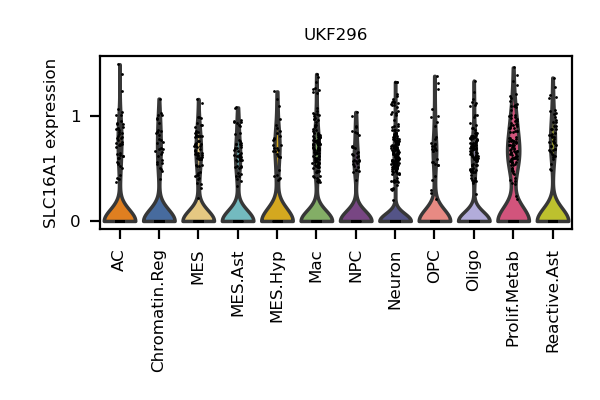 UKF296
SLC16A1 expression
1
0
AC
Chromatin.Reg
MES
MES.Ast
MES.Hyp
Mac
NPC
Neuron
OPC
Oligo
Prolif.Metab
Reactive.Ast